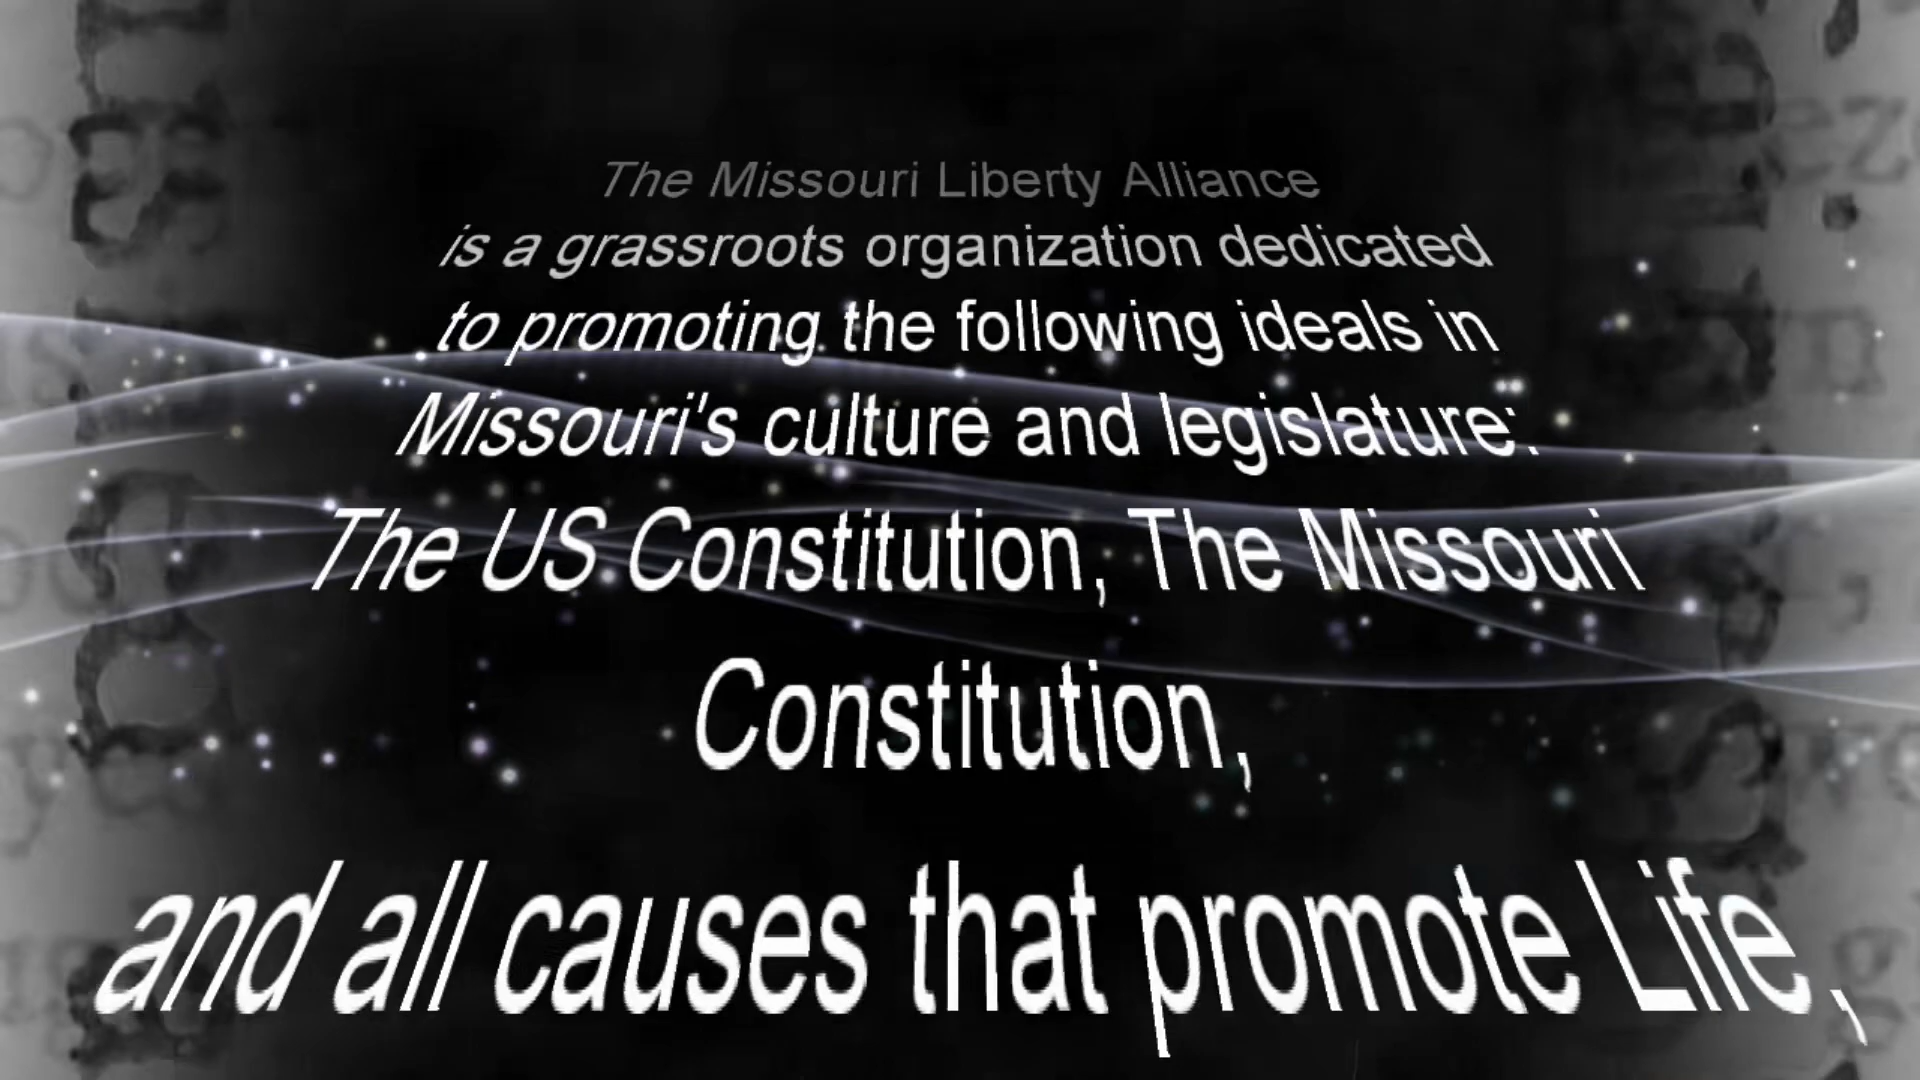 The Missouri Liberty Alliance
is a grassroots organization dedicated
to promoting the following ideals in
Missouri's culture and legislature:
The US Constitution, The Missouri
Constitution,
and all causes that promote Life,